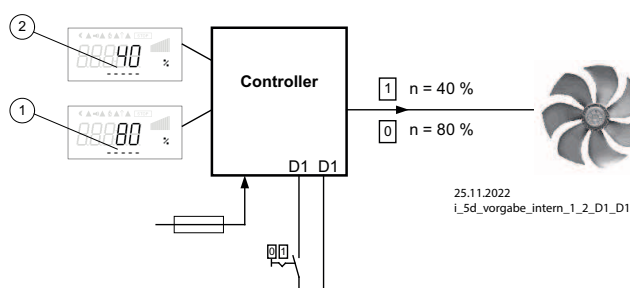 2
40
%
1
80
%
Controller
D1 D1
1 n = 40 %
0 n = 80 %
25.11.2022
i_5d_vorgabe_intern_1_2_D1_D1
0 1